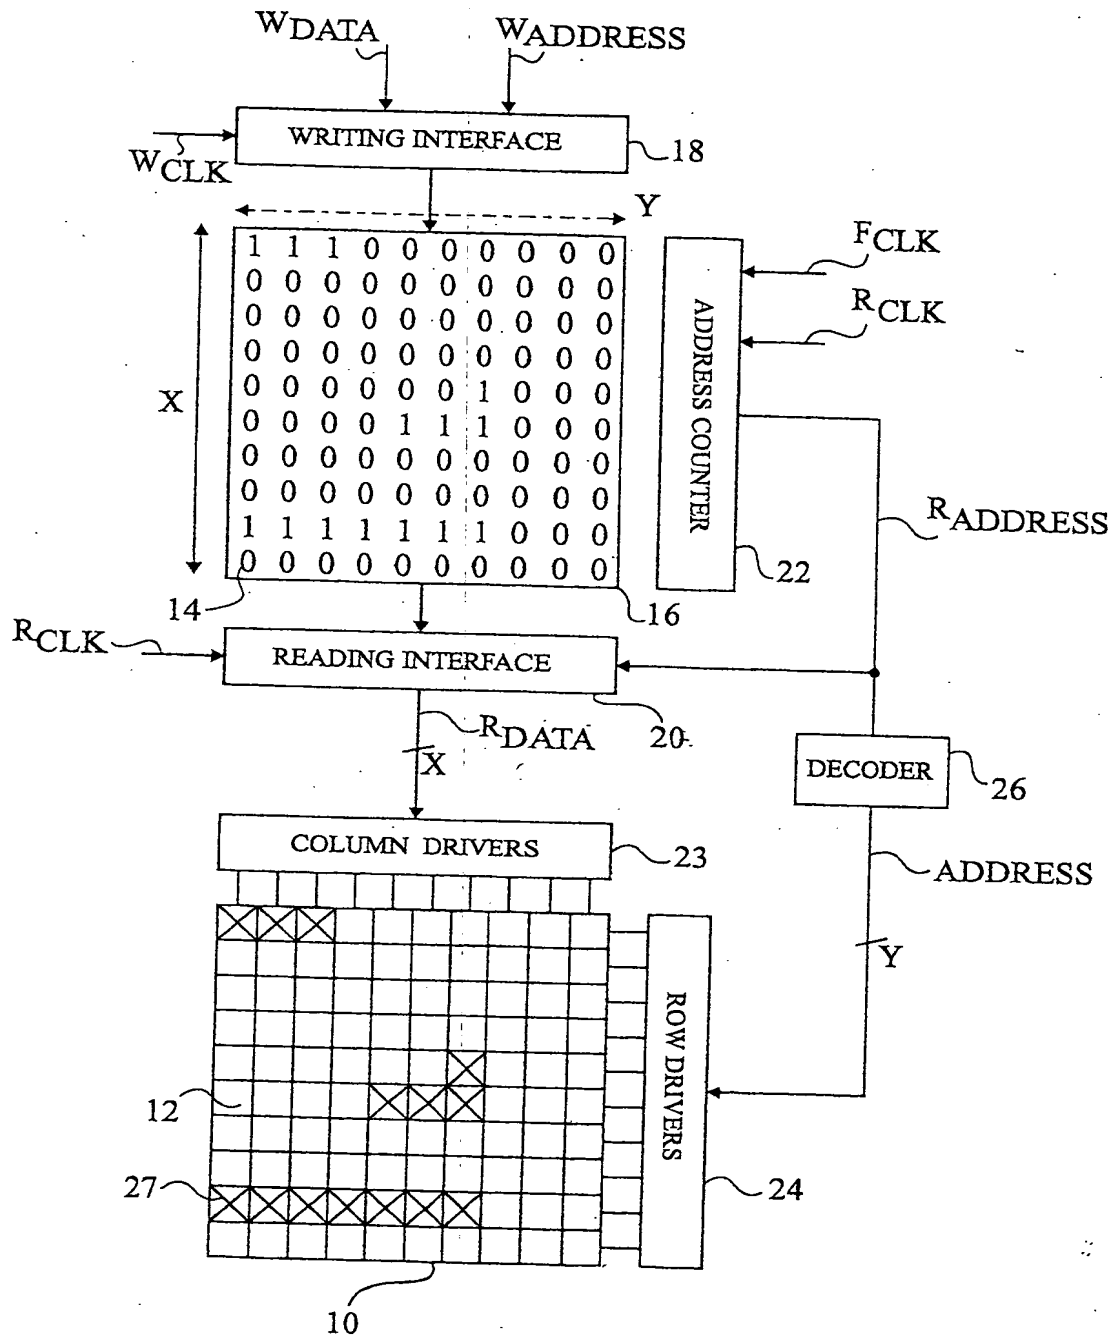 WDATA WADDRESS
WRITING INTERFACE
18
WCLK
Y
1 1 1 0 0 0 0 0 0 0
0 0 0 0 0 0 0 0 0 0
0 0 0 0 0 0 0 0 0 0
0 0 0 0 0 0 0 0 0 0
0 0 0 0 0 0 1 0 0 0
0 0 0 0 1 1 1 0 0 0
0 0 0 0 0 0 0 0 0 0
0 0 0 0 0 0 0 0 0 0
1 1 1 1 1 1 1 0 0 0
0 0 0 0 0 0 0 0 0 0
X
FCLK
RCLK
ADDRESS COUNTER
RADDRESS
22
14
16
RCLK
READING INTERFACE
20
RDATA
X
DECODER
26
COLUMN DRIVERS
23
ADDRESS
Y
ROW DRIVERS
12
27
24
10